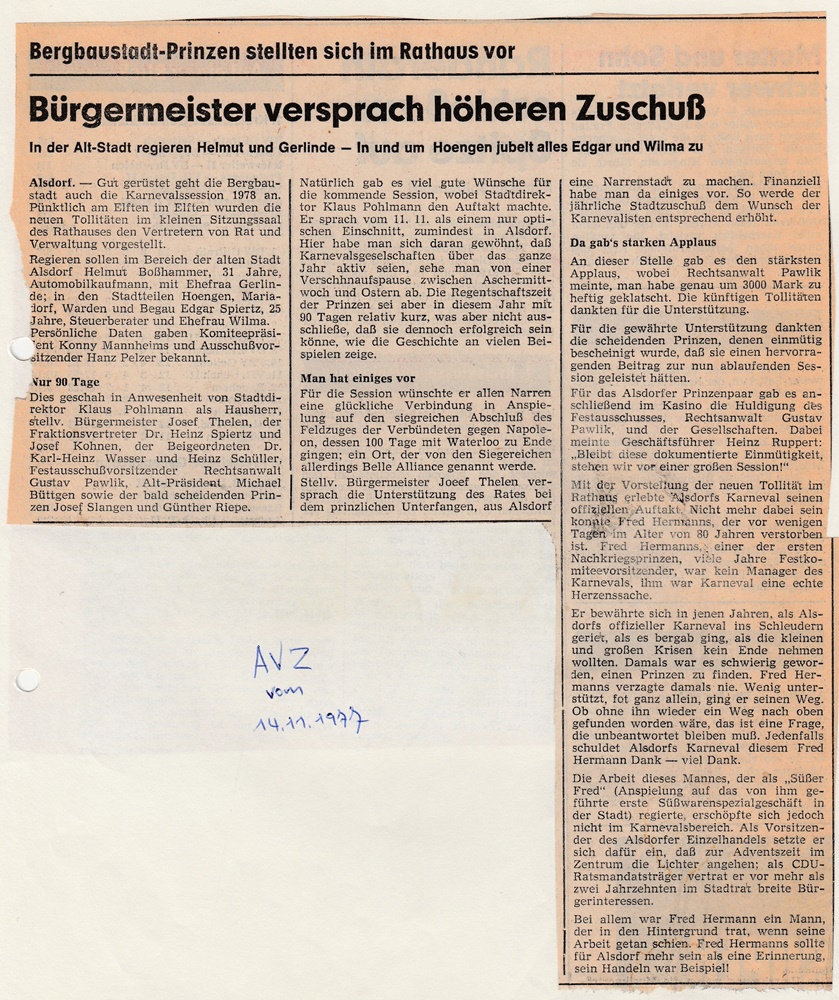 Bergbaustadt-Prinzen stellten sich im Rathaus vor
Bürgermeister versprach höheren Zuschuß
In der Alt-Stadt regieren Helmut und Gerlinde — In und um Hoengen jubelt alles Edgar und Wilma zu
Alsdorf. — Gut gerüstet geht die Bergbau-
stadt auch die Karnevalssession 1978 an.
Pünktlich am Elften im Elften wurden die
neuen Tollitäten im kleinen Sitzungssaal
des Rathauses den Vertretern von Rat und
Verwaltung vorgestellt.
Regieren sollen im Bereich der alten Stadt
Alsdorf Helmut Boßhammer, 31 Jahre,
Automobilkaufmann, mit Ehefrau Gerlin-
de; in den Stadtteilen Hoengen, Maria-
dorf, Warden und Begau Edgar Spiertz, 25
Jahre, Steuerberater und Ehefrau Wilma.
Persönliche Daten gaben Komiteepräsi-
dent Konny Mannheims und Ausschußvor-
sitzender Hanz Pelzer bekannt.
Nur 90 Tage
Dies geschah in Anwesenheit von Stadtdi-
rektor Klaus Pohlmann als Hausherr,
stellv. Bürgermeister Josef Thelen, der
Fraktionsvertreter Dr. Heinz Spiertz und
Josef Kohnen, der Beigeordneten Dr.
Karl-Heinz Wasser und Heinz Schüller,
Festausschußvorsitzender Rechtsanwalt
Gustav Pawlik, Alt-Präsident Michael
Büttgen sowie der bald scheidenden Prin-
zen Josef Slangen und Günther Riepe.
Natürlich gab es viel gute Wünsche für
die kommende Session, wobei Stadtdirek-
tor Klaus Pohlmann den Auftakt machte.
Er sprach vom 11. 11. als einem nur opti-
schen Einschnitt, zumindest in Alsdorf.
Hier habe man sich daran gewöhnt, daß
Karnevalsgesellschaften über das ganze
Jahr aktiv seien, sehe man von einer
Verschhnaufspause zwischen Aschermitt-
woch und Ostern ab. Die Regentschaftszeit
der Prinzen sei aber in diesem Jahr mit
90 Tagen relativ kurz, was aber nicht aus-
schließe, daß sie dennoch erfolgreich sein
könne, wie die Geschichte an vielen Bei-
spielen zeige.
Man hat einiges vor
Für die Session wünschte er allen Narren
eine glückliche Verbindung in Anspie-
lung auf den siegreichen Abschluß des
Feldzuges der Verbündeten gegen Napole-
on, dessen 100 Tage mit Waterloo zu Ende
gingen; ein Ort, der von den Siegereichen
allerdings Belle Alliance genannt werde.
Stellv. Bürgermeister Joeef Thelen ver-
sprach die Unterstützung des Rates bei
dem prinzlichen Unterfangen, aus Alsdorf
eine Narrenstadt zu machen. Finanziell
habe man da einiges vor. So werde der
jährliche Stadtzuschuß dem Wunsch der
Karnevalisten entsprechend erhöht.
Da gab's starken Applaus
An dieser Stelle gab es den stärksten
Applaus, wobei Rechtsanwalt Pawlik
meinte, man habe genau um 3000 Mark zu
heftig geklatscht. Die künftigen Tollitäten
dankten für die Unterstützung.
Für die gewährte Unterstützung dankten
die scheidenden Prinzen, denen einmütig
bescheinigt wurde, daß sie einen hervorra-
genden Beitrag zur nun ablaufenden Ses-
sion geleistet hätten.
Für das Alsdorfer Prinzenpaar gab es an-
schließend im Kasino die Huldigung des
Festausschusses, Rechtsanwalt Gustav
Pawlik, und der Gesellschaften. Dabei
meinte Geschäftsführer Heinz Ruppert:
„Bleibt diese dokumentierte Einmütigkeit,
stehen wir vor einer großen Session!"
Mit der Vorstellung der neuen Tollität im
Rathaus erlebte Alsdorfs Karneval seinen
offiziellen Auftakt. Nicht mehr dabei sein
konnte Fred Hermanns, der vor wenigen
Tagen im Alter von 80 Jahren verstorben
ist. Fred Hermanns, einer der ersten
Nachkriegsprinzen, viele Jahre Festko-
miteevorsitzender, war kein Manager des
Karnevals, ihm war Karneval eine echte
Herzenssache.
Er bewährte sich in jenen Jahren, als Als-
dorfs offizieller Karneval ins Schleudern
geriet, als es bergab ging, als die kleinen
und großen Krisen kein Ende nehmen
wollten. Damals war es schwierig gewor-
den, einen Prinzen zu finden. Fred Her-
manns verzagte damals nie. Wenig unter-
stützt, fot ganz allein, ging er seinen Weg.
Ob ohne ihn wieder ein Weg nach oben
gefunden worden wäre, das ist eine Frage,
die unbeantwortet bleiben muß. Jedenfalls
schuldet Alsdorfs Karneval diesem Fred
Hermann Dank — viel Dank.
Die Arbeit dieses Mannes, der als „Süßer
Fred" (Anspielung auf das von ihm ge-
führte erste Süßwarenspezialgeschäft in
der Stadt) regierte, erschöpfte sich jedoch
nicht im Karnevalsbereich. Als Vorsitzen-
der des Alsdorfer Einzelhandels setzte er
sich dafür ein, daß zur Adventszeit im
Zentrum die Lichter angehen; als CDU-
Ratsmandatsträger vertrat er vor mehr als
zwei Jahrzehnten im Stadtrat breite Bür-
gerinteressen.
Bei allem war Fred Hermann ein Mann,
der in den Hintergrund trat, wenn seine
Arbeit getan schien. Fred Hermanns sollte
für Alsdorf mehr sein als eine Erinnerung,
sein Handeln war Beispiel!
AVZ
vom
14.11.1977